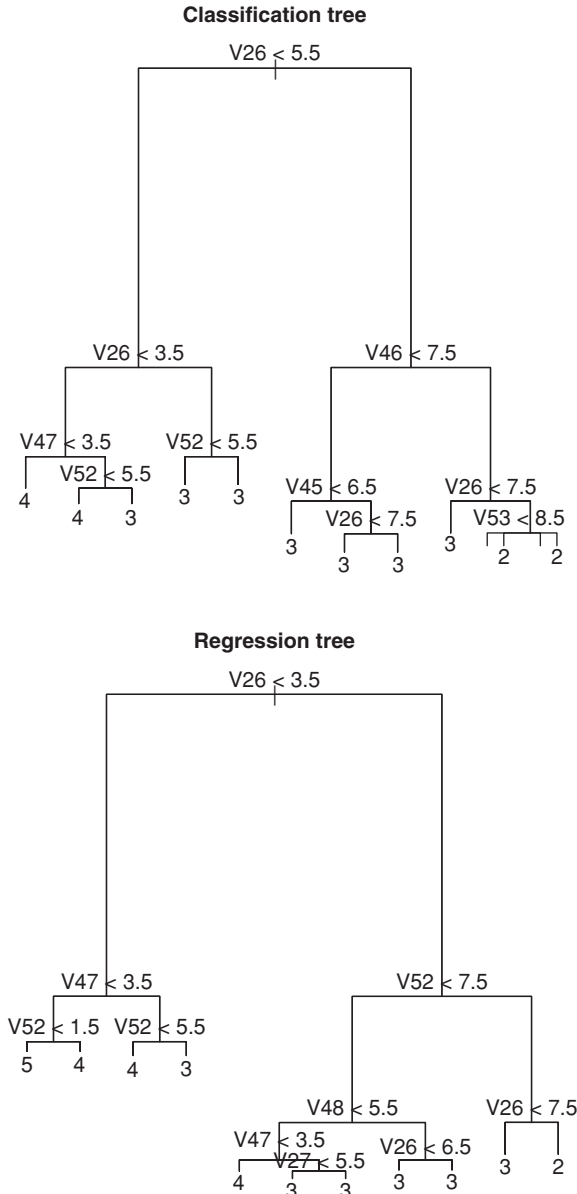 Classification tree
V26 < 5.5
V26 < 3.5
V46 < 7.5
V47 < 3.5
V52 < 5.5
V52 < 5.5
4
4
3
3
3
V45 < 6.5
V26 < 7.5
V26 < 7.5
V53 < 8.5
3
3
3
3
2
2
Regression tree
V26 < 3.5
V47 < 3.5
V52 < 7.5
V52 < 1.5
V52 < 5.5
5
4
4
3
V48 < 5.5
V26 < 7.5
V47 < 3.5
V27 < 5.5
V26 < 6.5
3
2
4
3
3
3
3